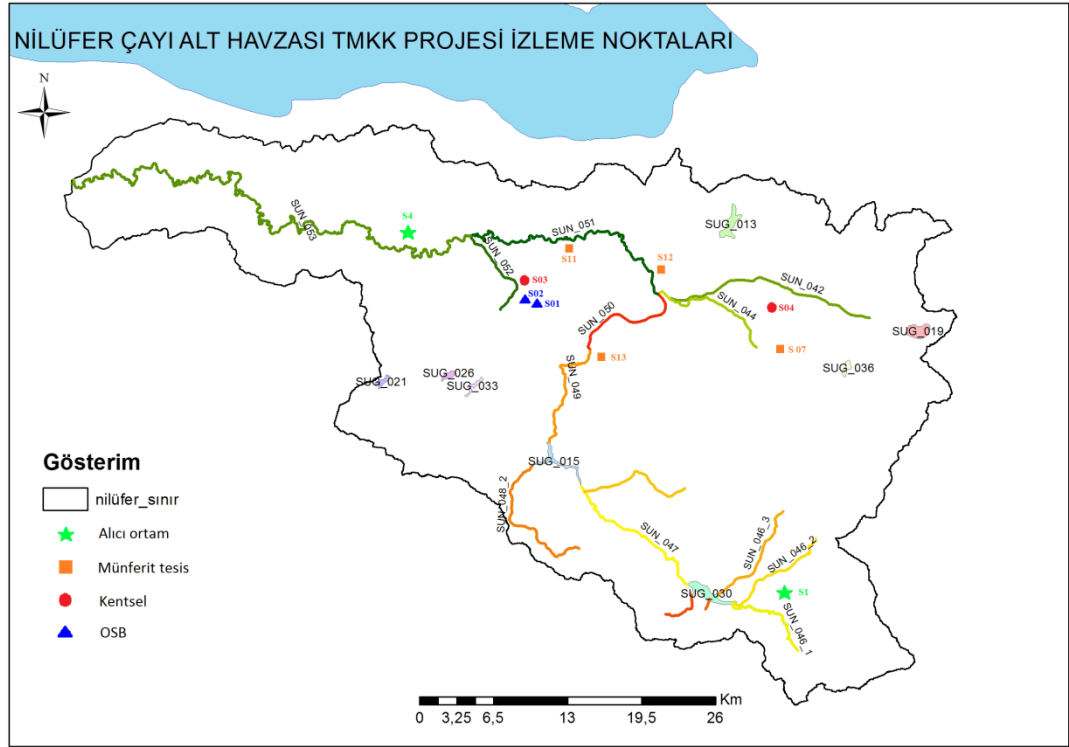 NİLÜFER ÇAYI ALT HAVZASI TMKK PROJESİ İZLEME NOKTALARI
N
SUN_053
S4
SUN_051
SUG_013
S11
S12
SUN_052
S03
S02
S01
SUN_042
SUN_044
S04
SUN_050
SUG_019
S13
S 07
SUG_036
SUG_021
SUG_026
SUG_033
SUN_049
SUG_015
SUN_048_2
SUN_047
SUN_046_3
SUN_046_2
SUG_030
S1
SUN_046_1
Gösterim
nilüfer_sınır
Alıcı ortam
Münferit tesis
Kentsel
OSB
Km
0 3,25 6,5 13 19,5 26